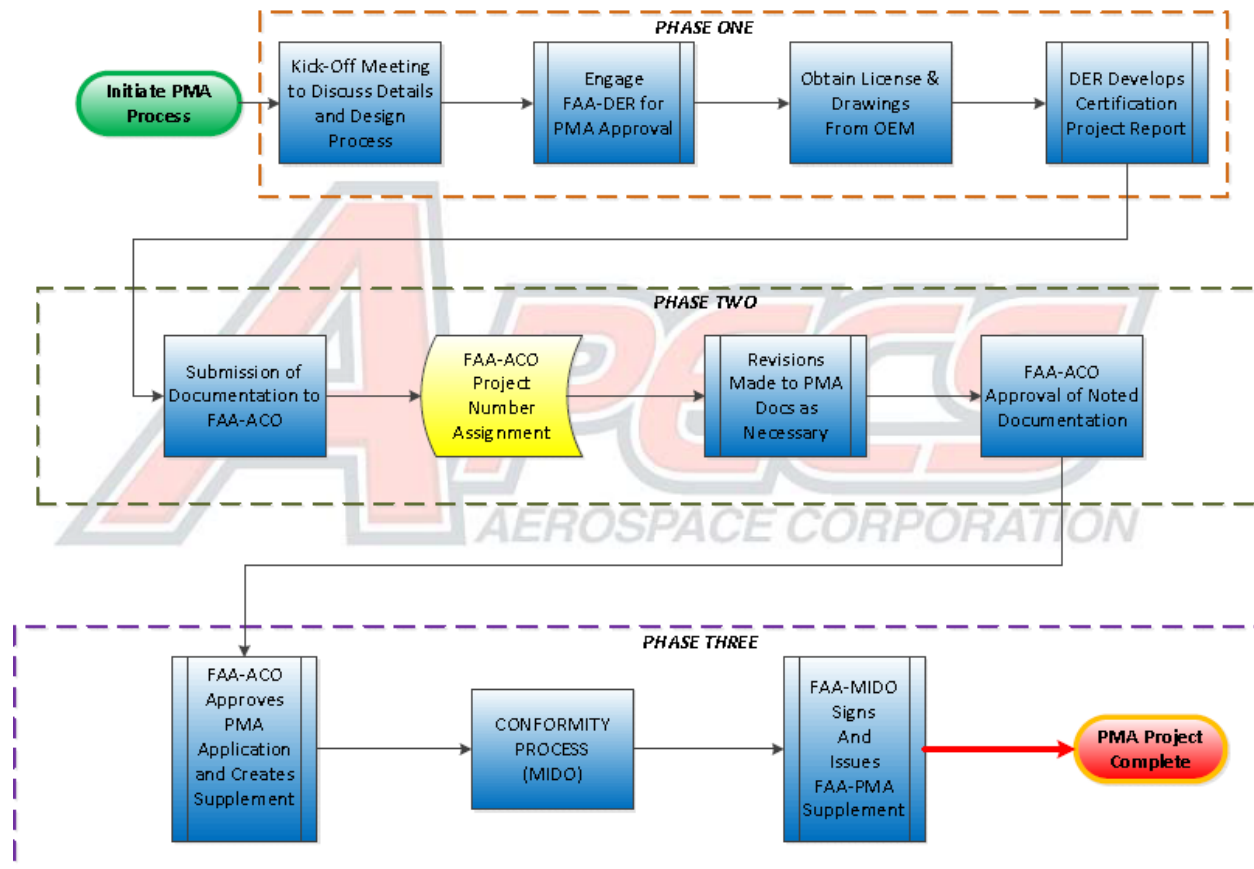 PHASE ONE
Initiate PMA
Process
Kick-Off Meeting
to Discuss Details
and Design
Process
Engage
FAA-DER for
PMA Approval
Obtain License &
Drawings
From OEM
DER Develops
Certification
Project Report
PHASE TWO
Submission of
Documentation to
FAA-ACO
FAA-ACO
Project
Number
Assignment
Revisions
Made to PMA
Docs as
Necessary
FAA-ACO
Approval of Noted
Documentation
APECS
AEROSPACE CORPORATION
PHASE THREE
FAA-ACO
Approves
PMA
Application
and Creates
Supplement
CONFORMITY
PROCESS
(MIDO)
FAA-MIDO
Signs
And
Issues
FAA-PMA
Supplement
PMA Project
Complete